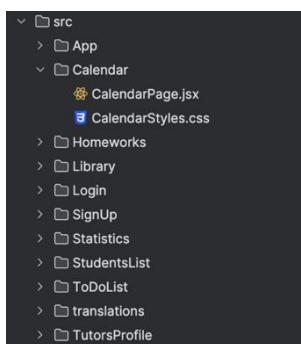 src
App
Calendar
CalendarPage.jsx
CalendarStyles.css
Homeworks
Library
Login
SignUp
Statistics
StudentsList
ToDoList
translations
TutorsProfile